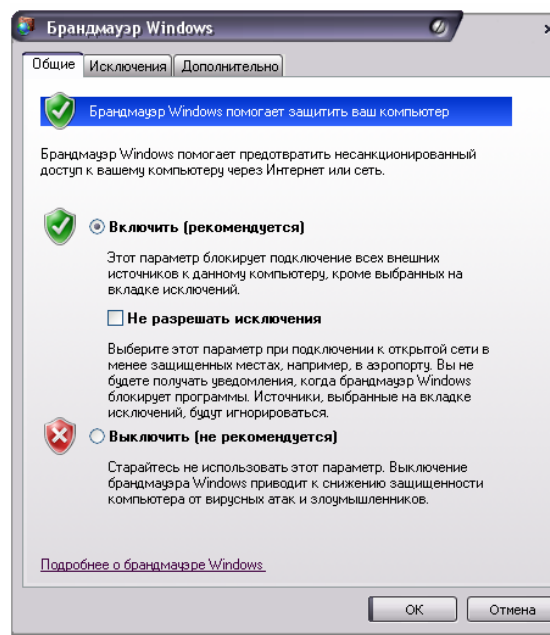 Брандмауэр Windows
Общие Исключения Дополнительно
Брандмауэр Windows помогает защитить ваш компьютер
Брандмауэр Windows помогает предотвратить несанкционированный
доступ к вашему компьютеру через Интернет или сеть.
Включить (рекомендуется)
Этот параметр блокирует подключение всех внешних
источников к данному компьютеру, кроме выбранных на
вкладке исключений.
Не разрешать исключения
Выберите этот параметр при подключении к открытой сети в
менее защищенных местах, например, в аэропорту. Вы не
будете получать уведомления, когда брандмауэр Windows
блокирует программы. Источники, выбранные на вкладке
исключений, будут игнорироваться.
Выключить (не рекомендуется)
Старайтесь не использовать этот параметр. Выключение
брандмауэра Windows приводит к снижению защищенности
компьютера от вирусных атак и злоумышленников.
Подробнее о брандмауэре Windows
ОК Отмена